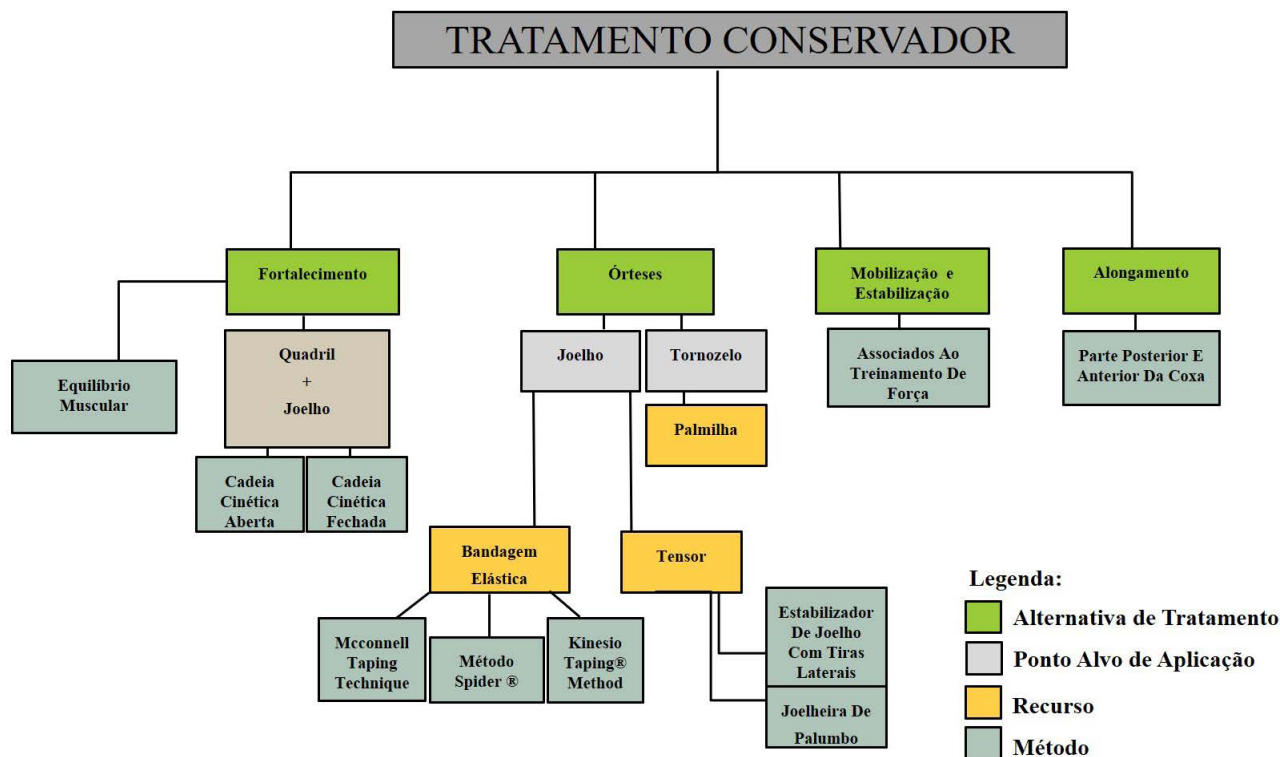 TRATAMENTO CONSERVADOR
Fortalecimento
Órteses
Mobilização e
Estabilização
Alongamento
Equilíbrio
Muscular
Quadril
+
Joelho
Joelho
Tornozelo
Associados Ao
Treinamento De
Força
Parte Posterior E
Anterior Da Coxa
Palmilha
Cadeia
Cinética
Aberta
Cadeia
Cinética
Fechada
Bandagem
Elástica
Tensor
Mcconnell
Taping
Technique
Método
Spider ®
Kinesio
Taping®
Method
Estabilizador
De Joelho
Com Tiras
Laterais
Joelheira De
Palumbo
Legenda:
Alternativa de Tratamento
Ponto Alvo de Aplicação
Recurso
Método